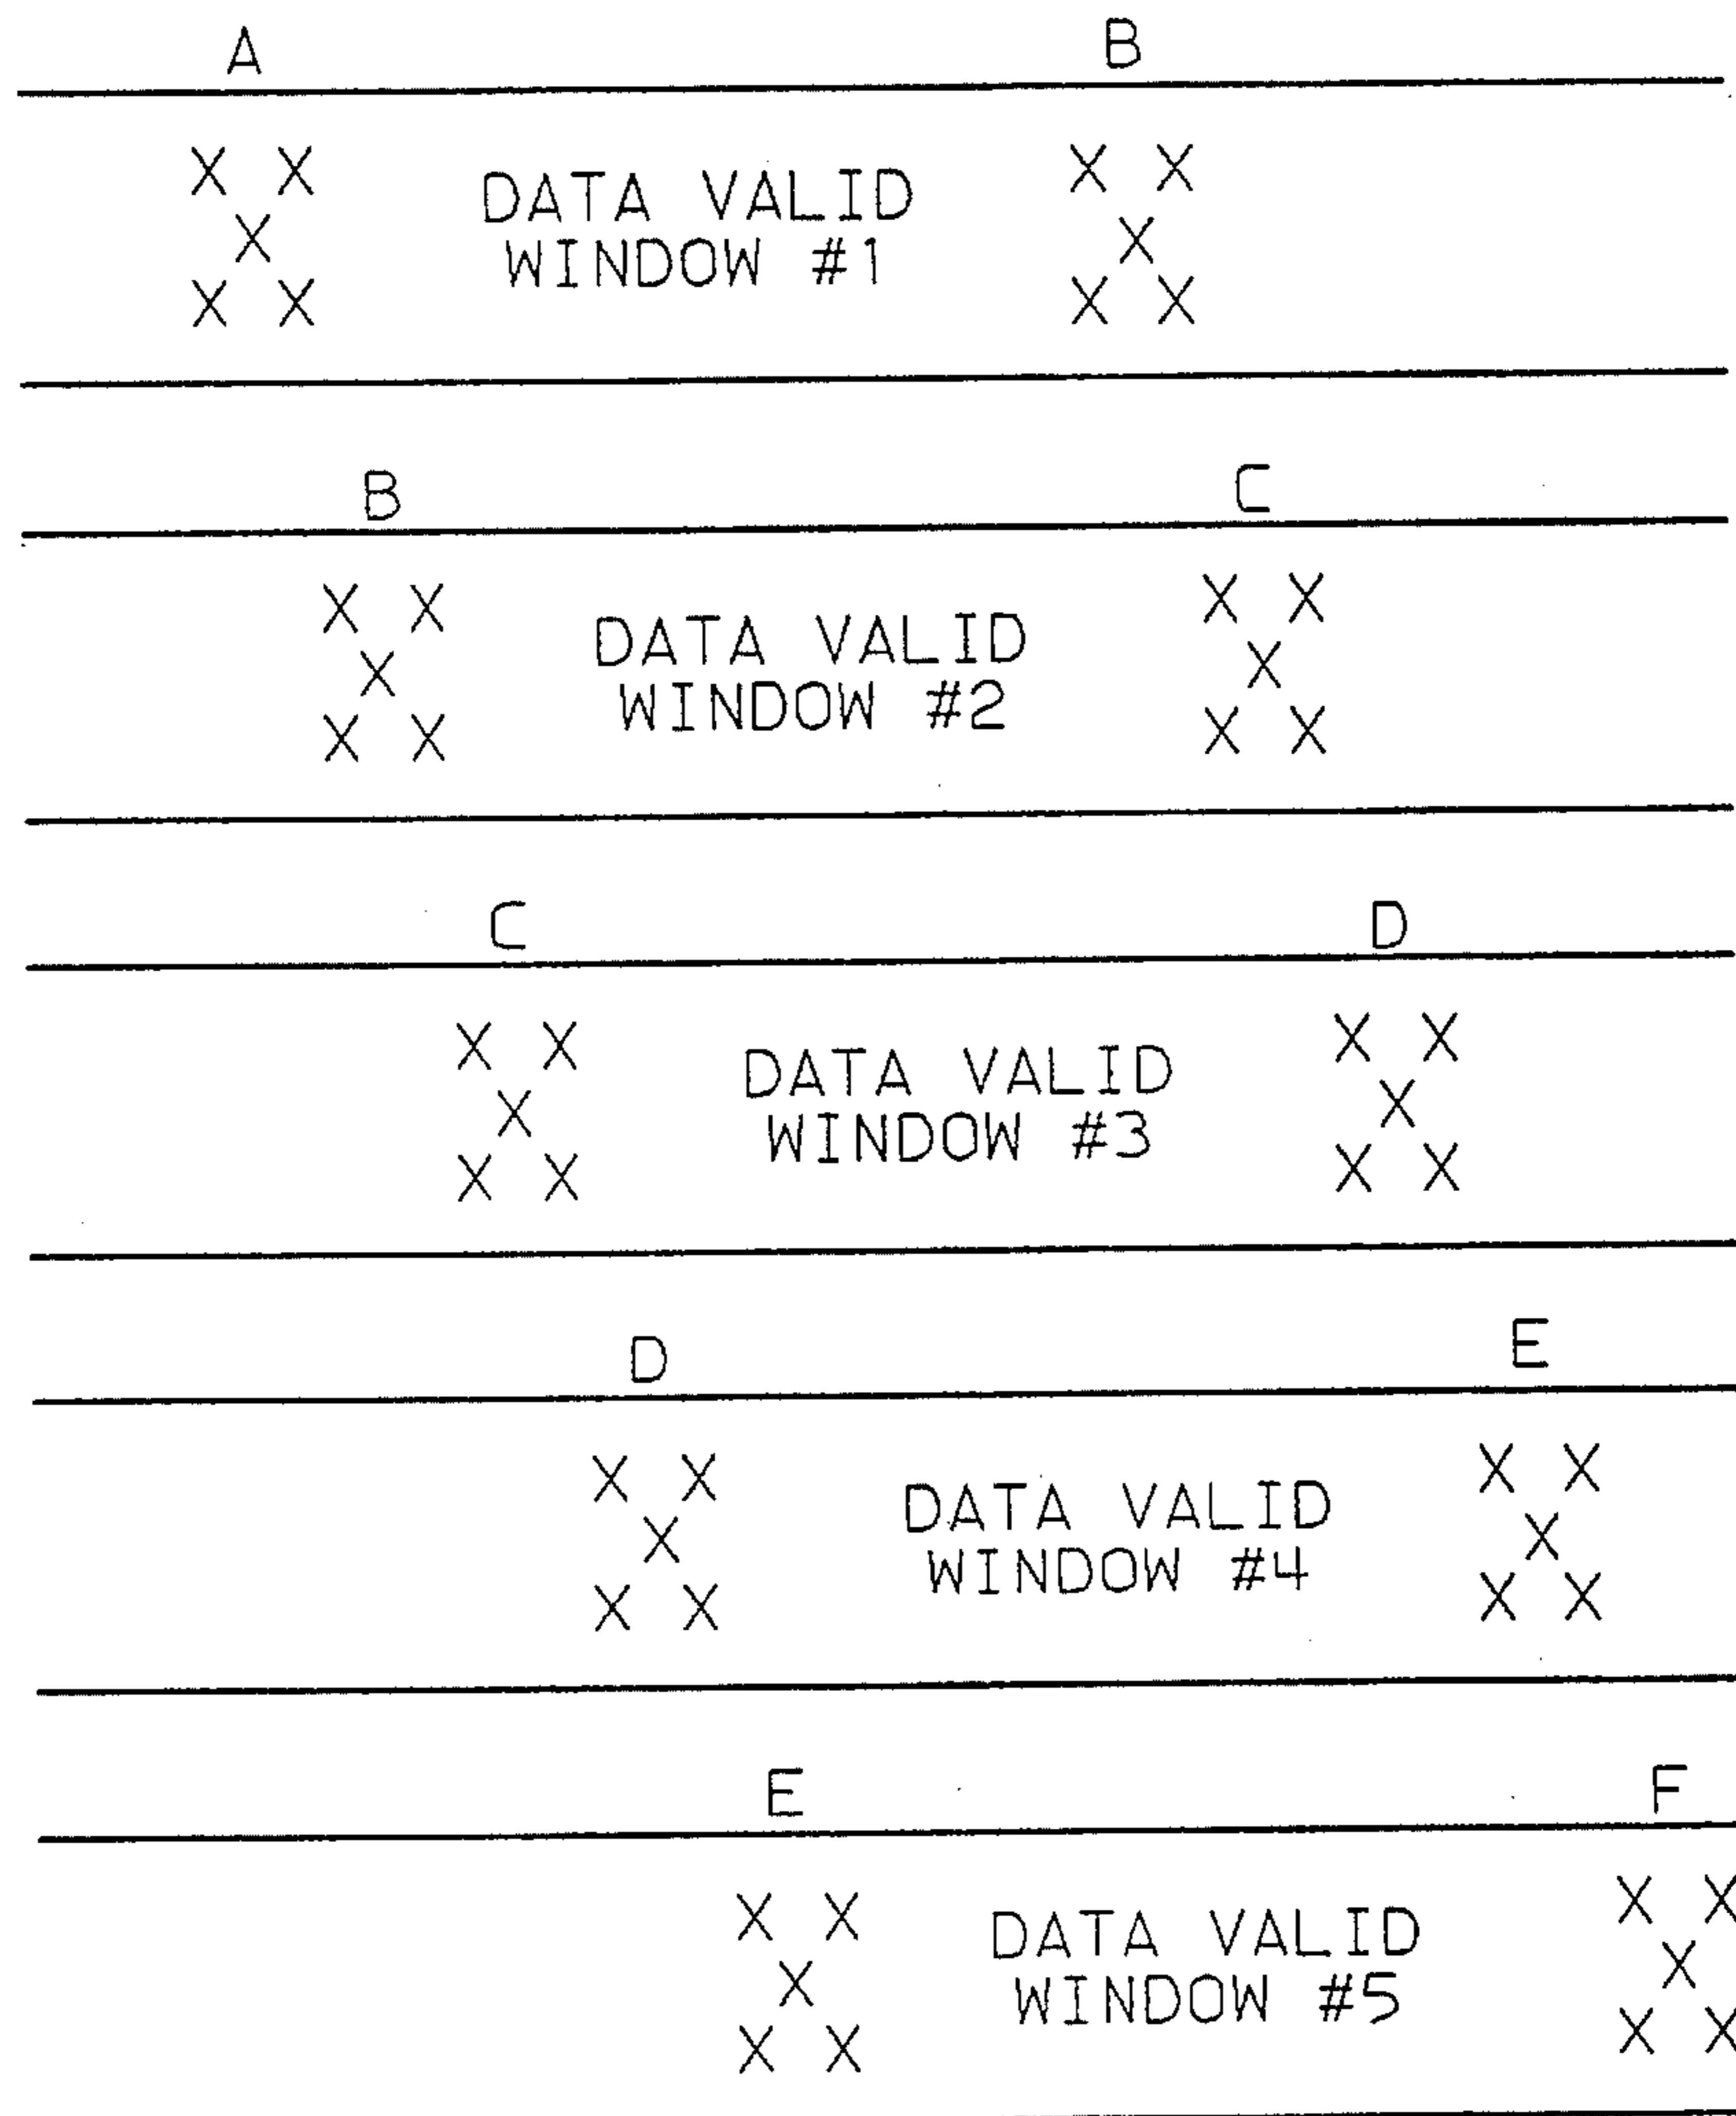 A B
X X X X
DATA VALID
X X
WINDOW #1
X X X X
B C
X X X X
DATA VALID
X X
WINDOW #2
X X X X
C D
X X X X
DATA VALID
X X
WINDOW #3
X X X X
D E
X X X X
DATA VALID
X X
WINDOW #4
X X X X
E F
X X X X
DATA VALID
X X
WINDOW #5
X X X X